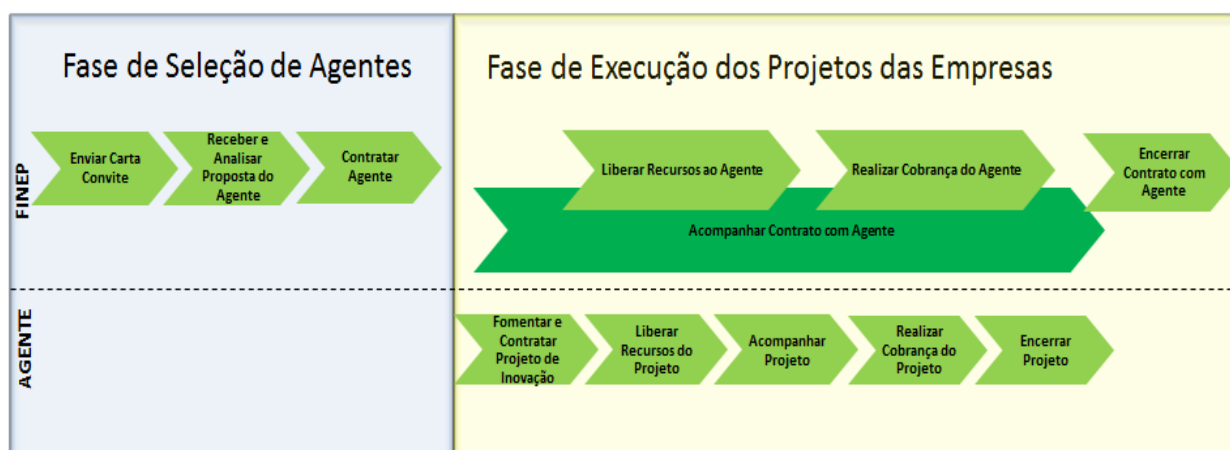 Fase de Seleção de Agentes
Fase de Execução dos Projetos das Empresas
FINEP
Enviar Carta
Convite
Receber e
Analisar
Proposta do
Agente
Contratar
Agente
Liberar Recursos ao Agente
Realizar Cobrança do Agente
Encerrar
Contrato com
Agente
Acompanhar Contrato com Agente
AGENTE
Fomentar e
Contratar
Projeto de
Inovação
Liberar
Recursos do
Projeto
Acompanhar
Projeto
Realizar
Cobrança do
Projeto
Encerrar
Projeto